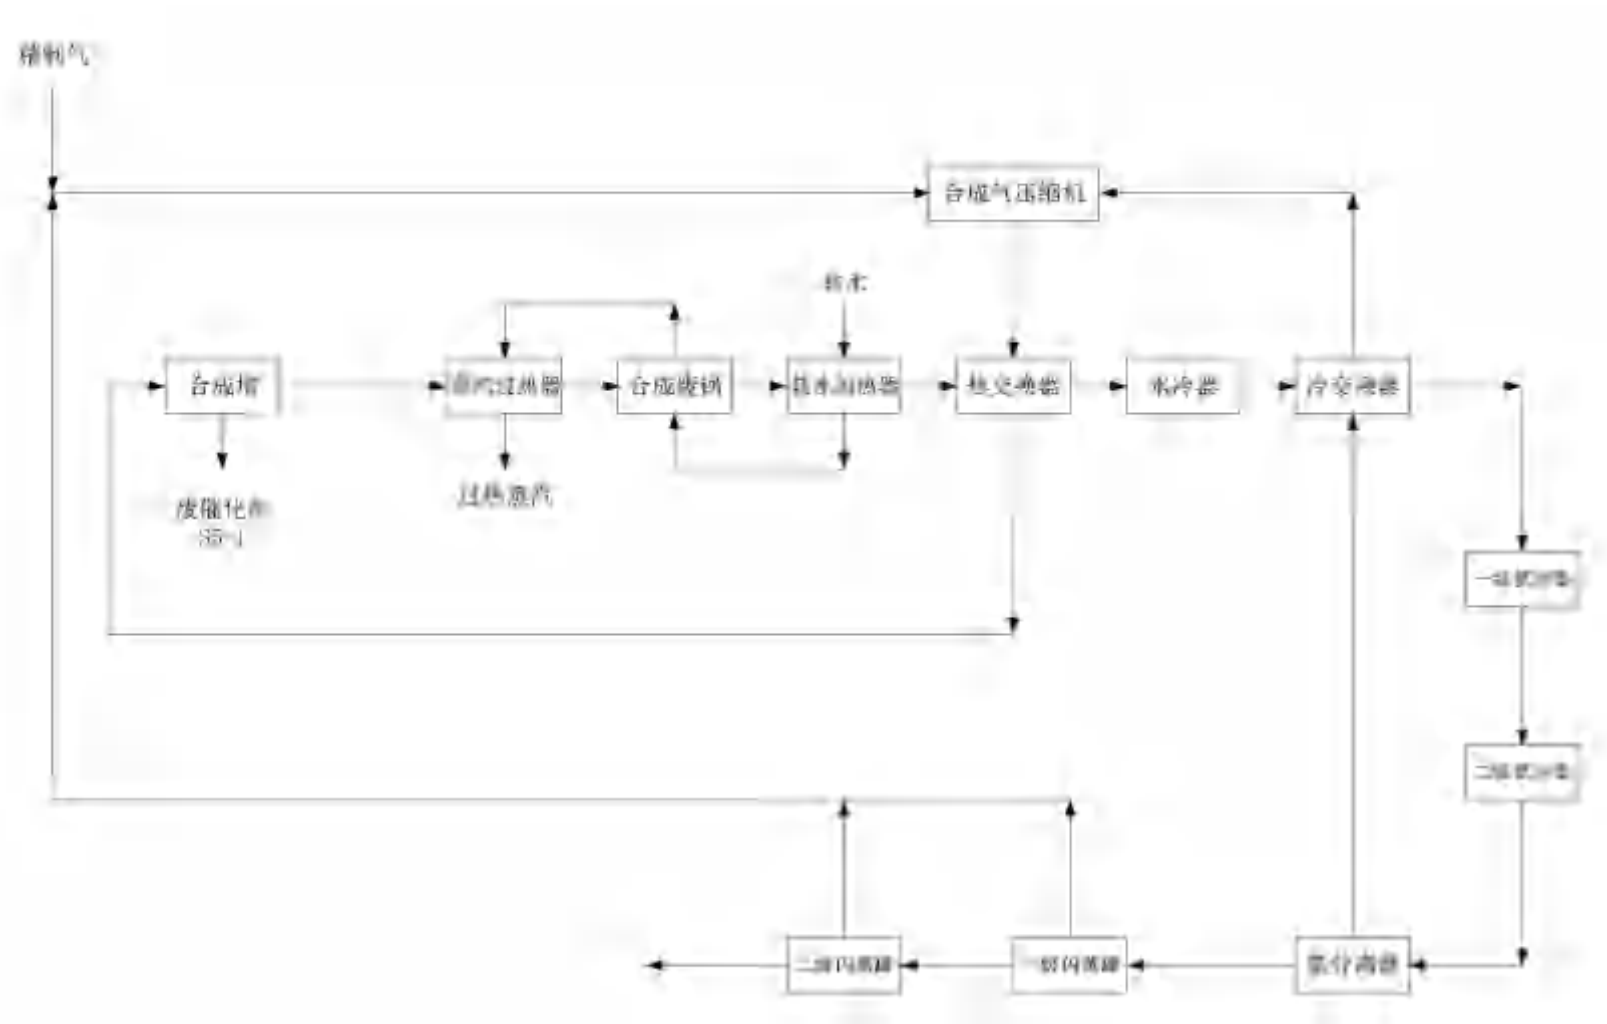 精制气
合成气压缩机
软水
合成塔
蒸汽过热器
合成废锅
软水加热器
热交换器
水冷器
冷交换器
过热蒸汽
废催化剂
一级氨冷器
二级氨冷器
二级闪蒸罐
一级闪蒸罐
氨分离器